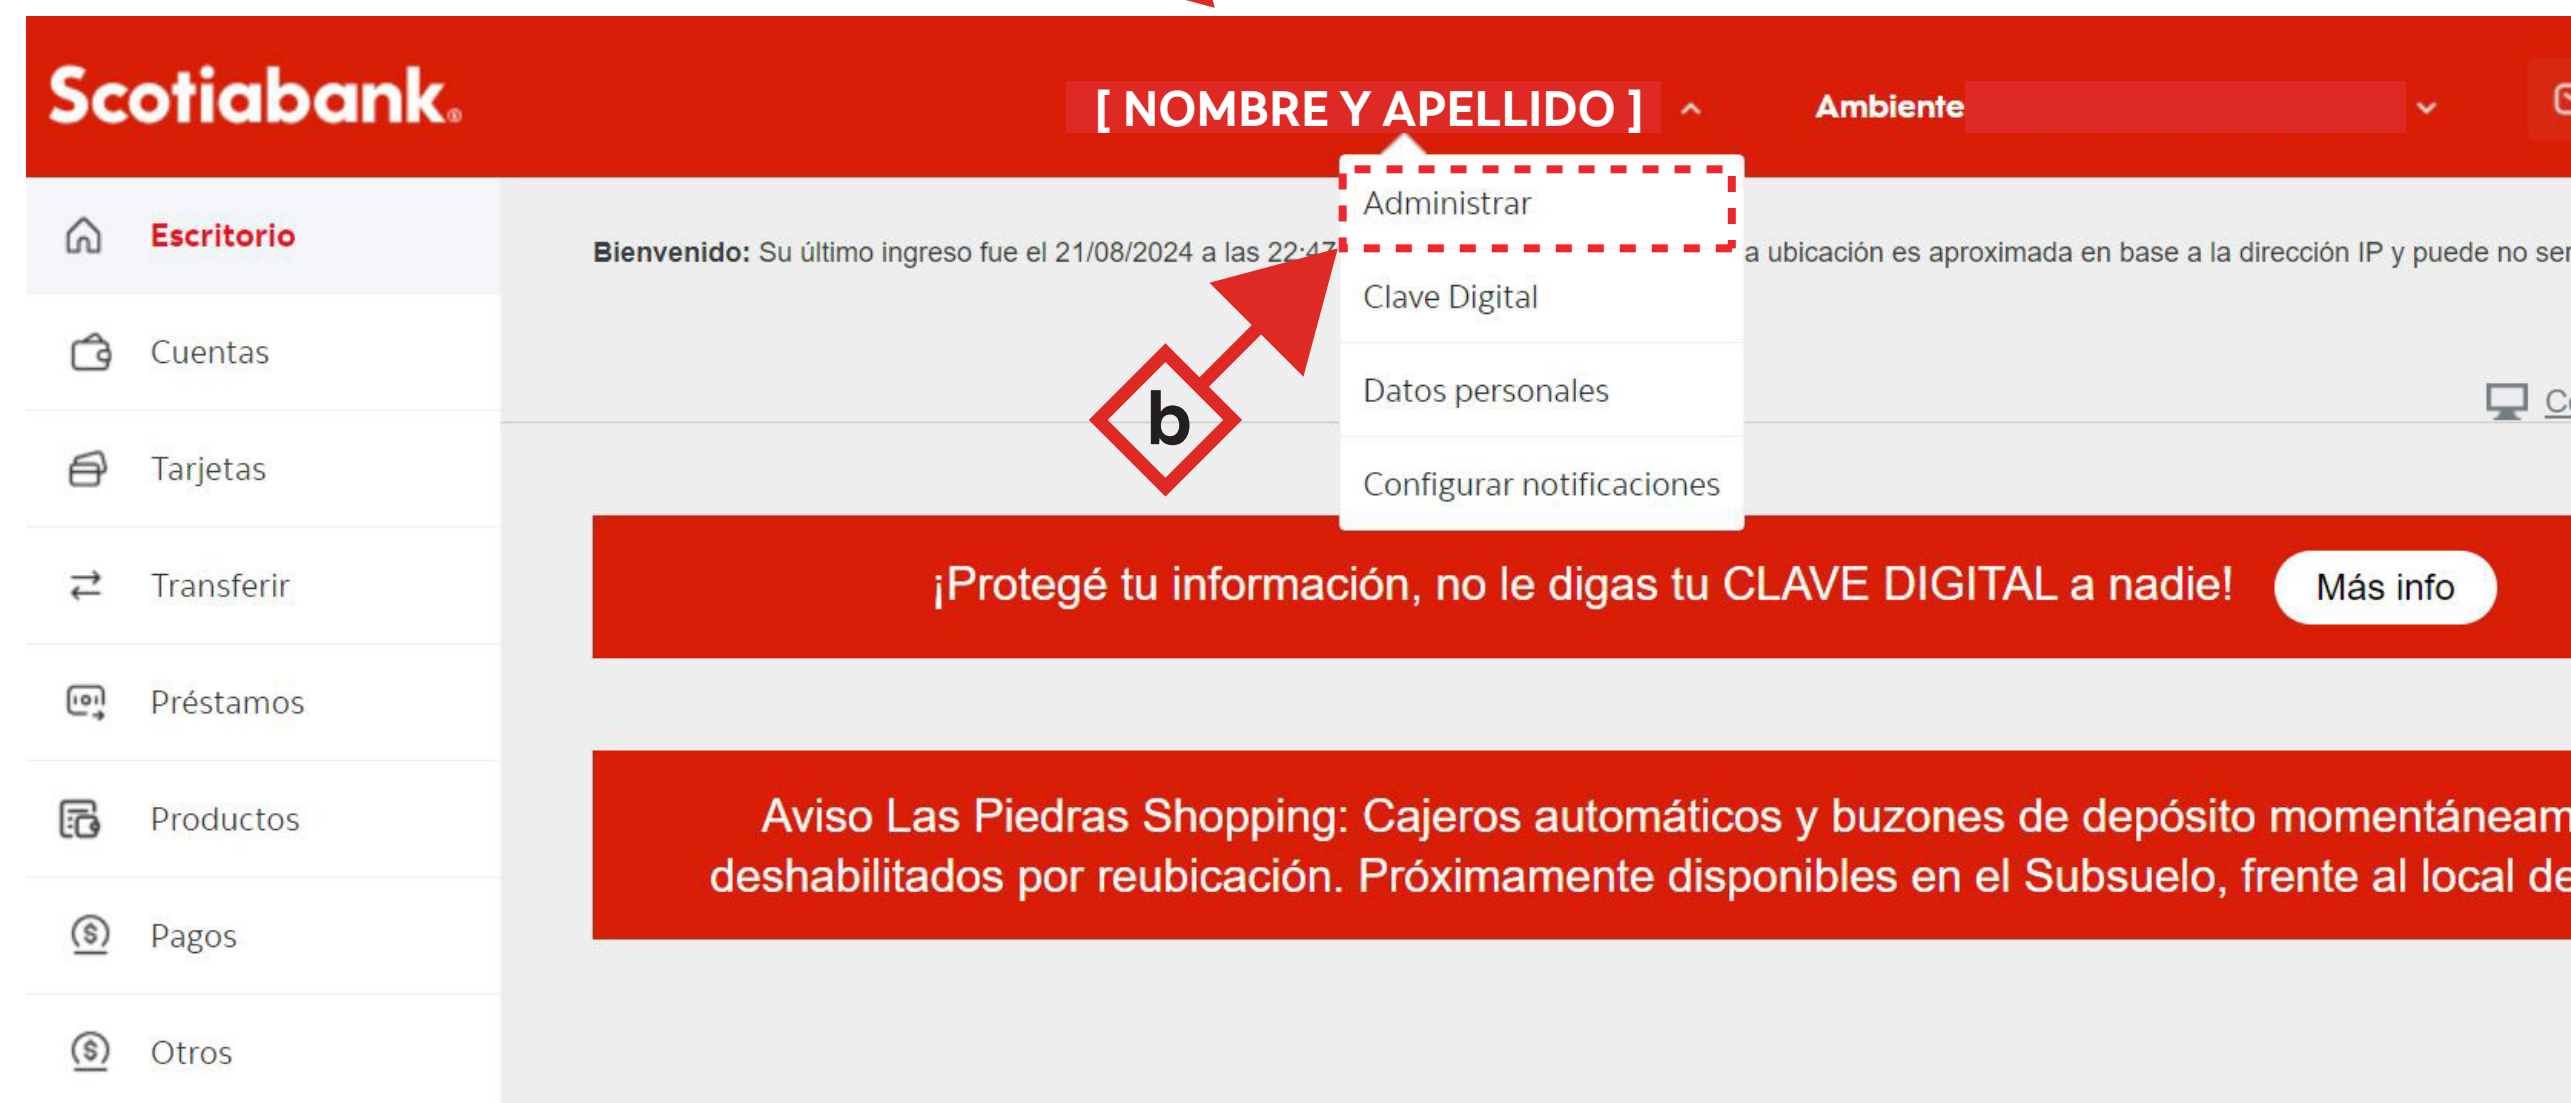 Scotiabank®
[ NOMBRE Y APELLIDO ]
Ambiente
Administrar
Clave Digital
Datos personales
Configurar notificaciones
Escritorio
Cuentas
Tarjetas
Transferir
Préstamos
Productos
Pagos
Otros
Bienvenido: Su último ingreso fue el 21/08/2024 a las 22:47 a ubicación es aproximada en base a la dirección IP y puede no ser
b
¡Protegé tu información, no le digas tu CLAVE DIGITAL a nadie!
Más info
Aviso Las Piedras Shopping: Cajeros automáticos y buzones de depósito momentáneam
deshabilitados por reubicación. Próximamente disponibles en el Subsuelo, frente al local de